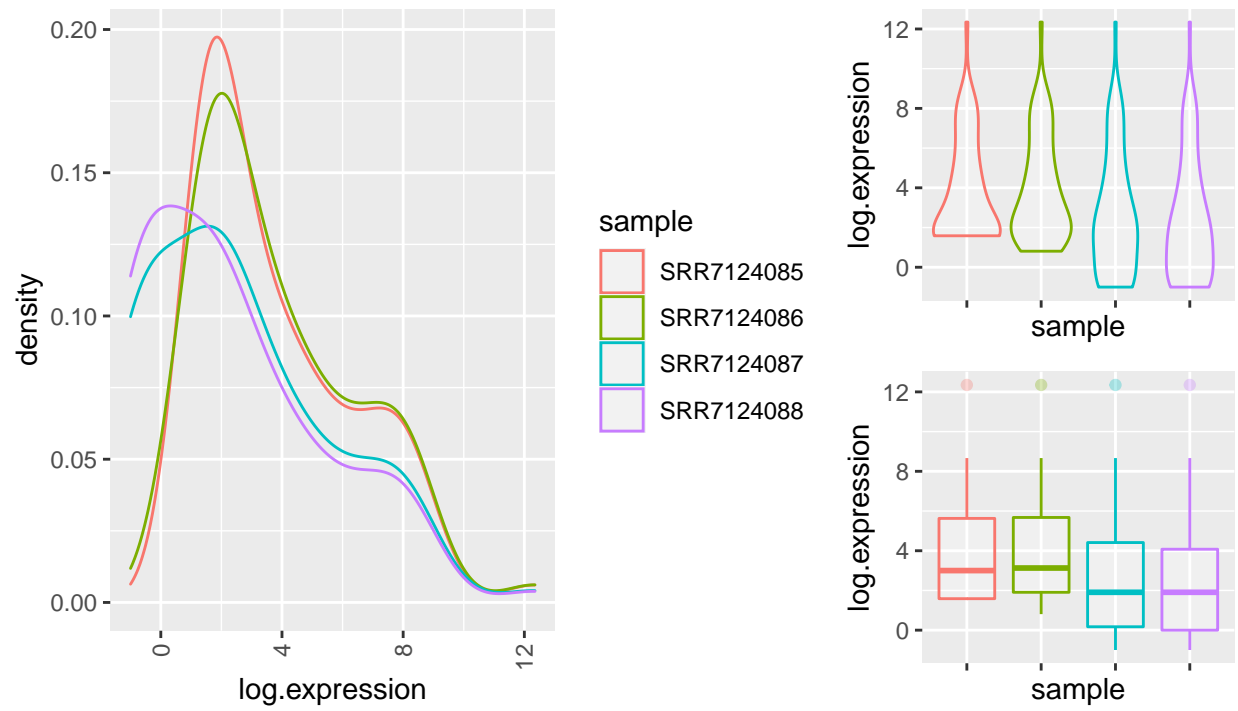 0.20
0.15
0.10
0.05
0.00
density
0
4
8
12
log.expression
sample
SRR7124085
SRR7124086
SRR7124087
SRR7124088
12
8
4
0
log.expression
sample
12
8
4
0
log.expression
sample